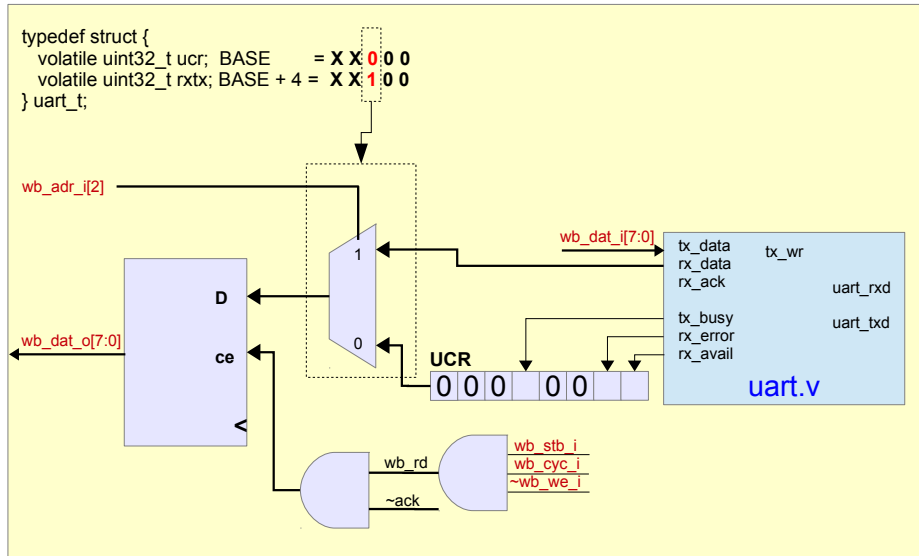 typedef struct {
volatile uint32_t ucr; BASE = X X 0 0 0
volatile uint32_t rxtx; BASE + 4 = X X 1 0 0
} uart_t;
wb_adr_i[2]
1
0
wb_dat_i[7:0]
tx_data
rx_data
rx_ack
tx_wr
uart_rxd
uart_txd
tx_busy
rx_error
rx_avail
uart.v
D
ce
<
wb_dat_o[7:0]
UCR
0 0 0 0 0
wb_stb_i
wb_cyc_i
~wb_we_i
wb_rd
~ack